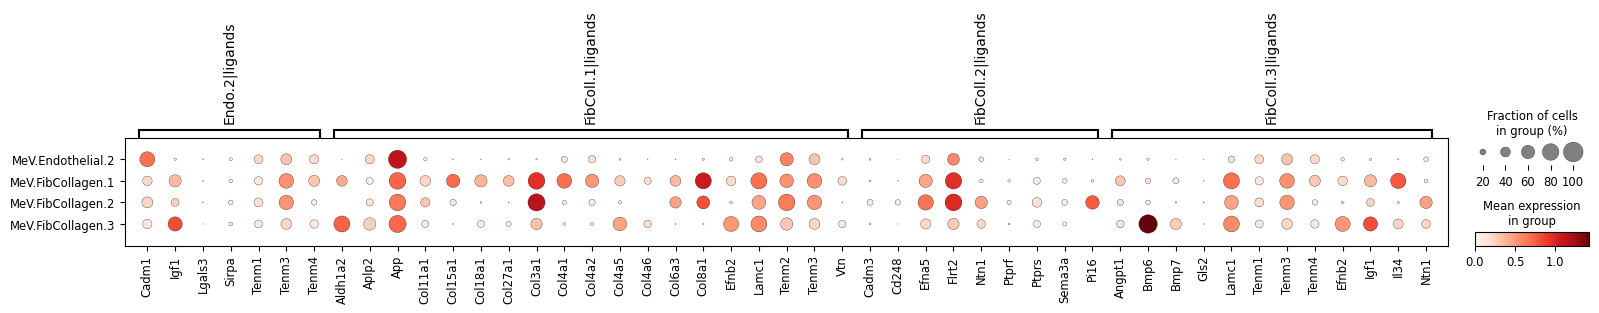 Endo.2|ligands
FibColl.1|ligands
FibColl.2|ligands
FibColl.3|ligands
MeV.Endothelial.2
MeV.FibCollagen.1
MeV.FibCollagen.2
MeV.FibCollagen.3
Cadm1
Igf1
Lgals3
Sirpa
Tenm1
Tenm3
Tenm4
Aldh1a2
Aplp2
App
Col11a1
Col15a1
Col18a1
Col27a1
Col3a1
Col4a1
Col4a2
Col4a5
Col4a6
Col6a3
Col8a1
Efnb2
Lamc1
Tenm2
Tenm3
Vtn
Cadm3
Cd248
Efna5
Flrt2
Ntn1
Ptprf
Ptprs
Sema3a
Pi16
Angpt1
Bmp6
Bmp7
Gls2
Lamc1
Tenm1
Tenm3
Tenm4
Efnb2
Igf1
Il34
Ntn1
Fraction of cells
in group (%)
20 40 60 80 100
Mean expression
in group
0.0 0.5 1.0